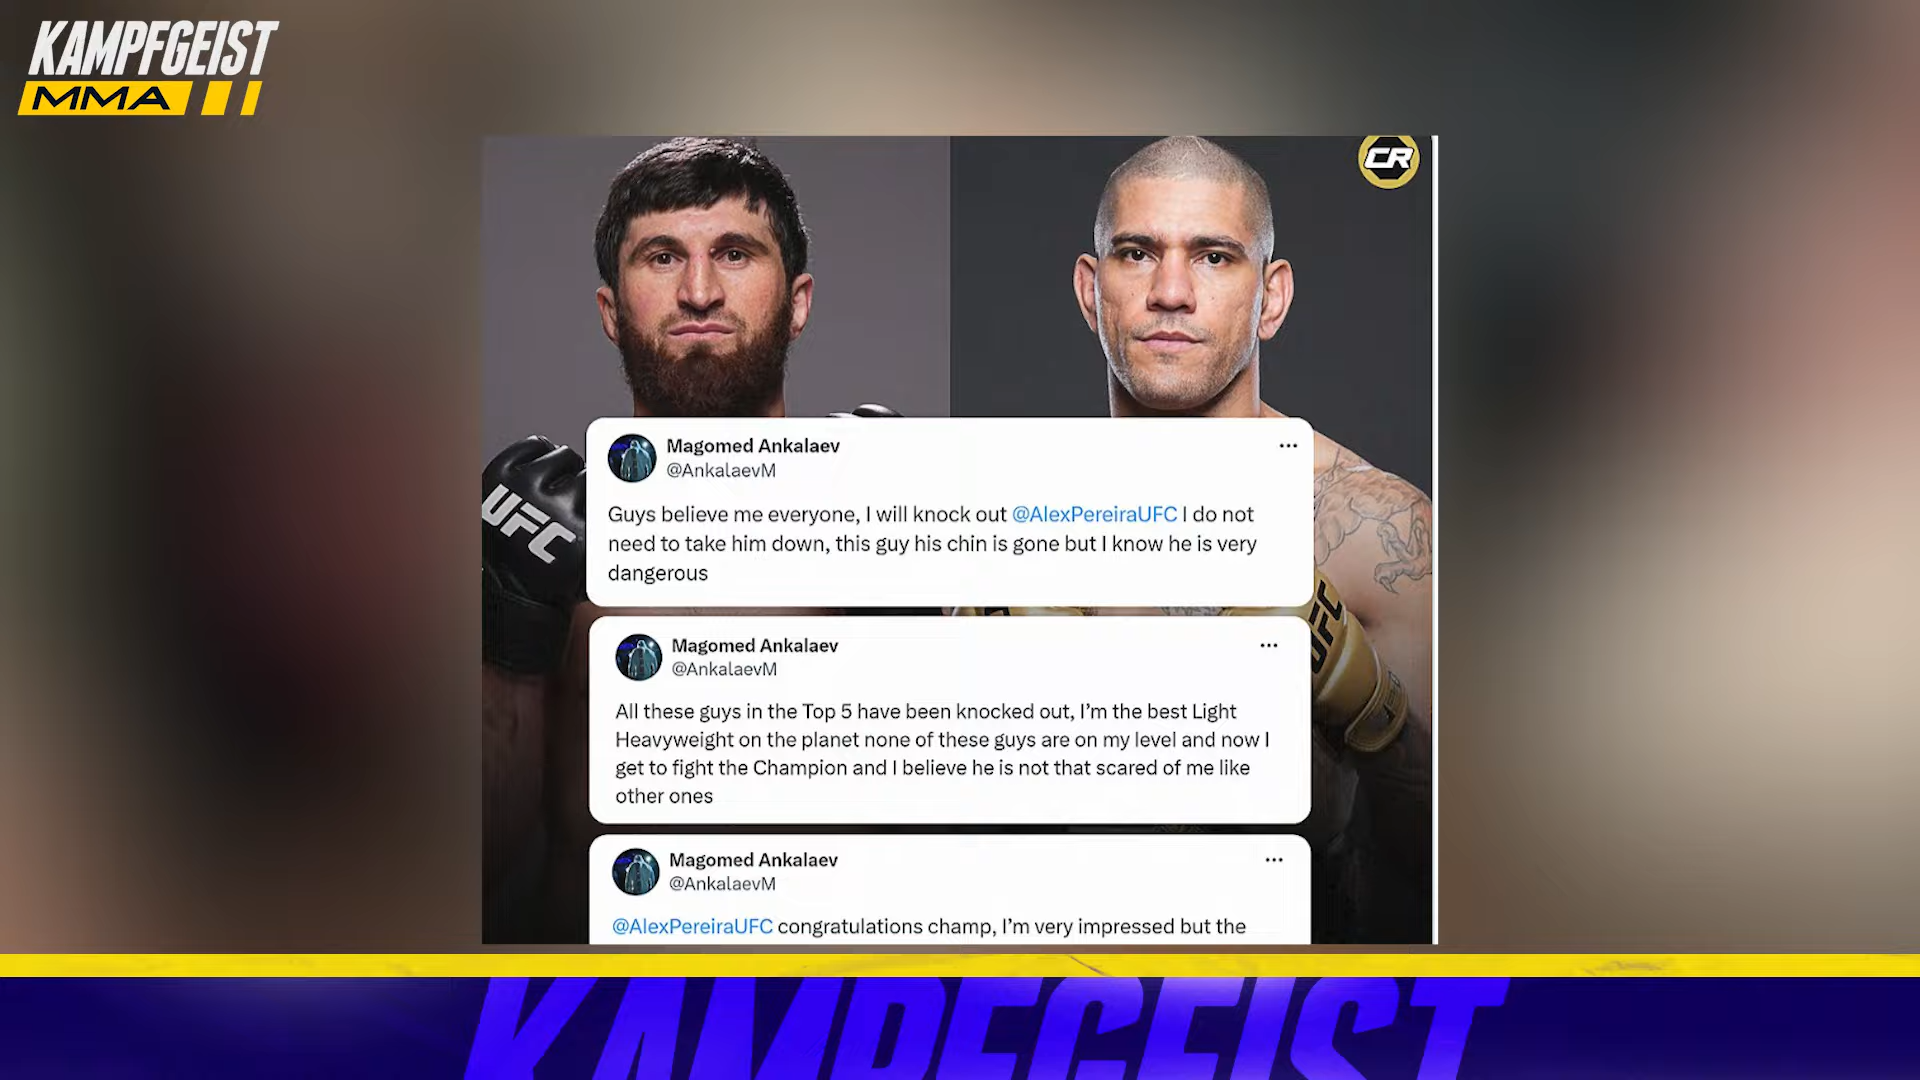 KAMPFGEIST
MMA
CR
UFC
UFC
Magomed Ankalaev
@AnkalaevM
Guys believe me everyone, I will knock out @AlexPereiraUFC I do not
need to take him down, this guy his chin is gone but I know he is very
dangerous
Magomed Ankalaev
@AnkalaevM
All these guys in the Top 5 have been knocked out, I’m the best Light
Heavyweight on the planet none of these guys are on my level and now I
get to fight the Champion and I believe he is not that scared of me like
other ones
Magomed Ankalaev
@AnkalaevM
@AlexPereiraUFC congratulations champ, I’m very impressed but the
KAMPFGEIST